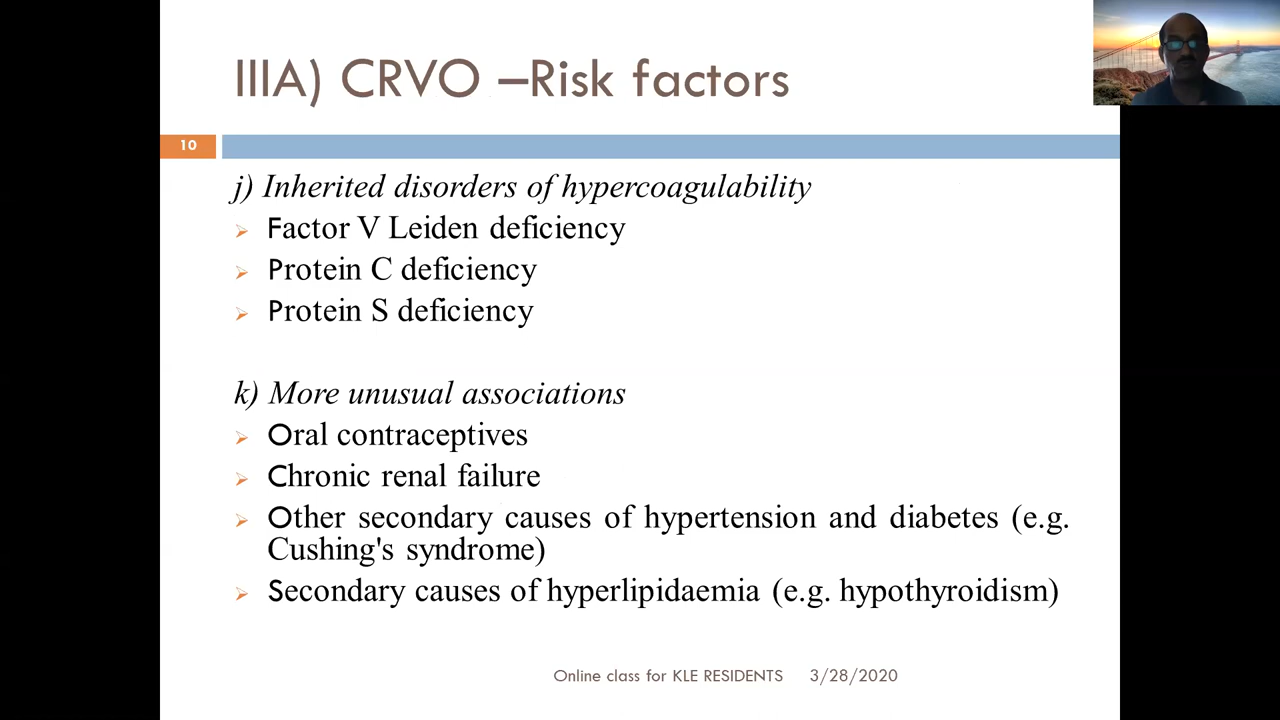 IIIA) CRVO –Risk factors
10
j) Inherited disorders of hypercoagulability
Factor V Leiden deficiency
Protein C deficiency
Protein S deficiency
k) More unusual associations
Oral contraceptives
Chronic renal failure
Other secondary causes of hypertension and diabetes (e.g.
Cushing's syndrome)
Secondary causes of hyperlipidaemia (e.g. hypothyroidism)
Online class for KLE RESIDENTS 3/28/2020